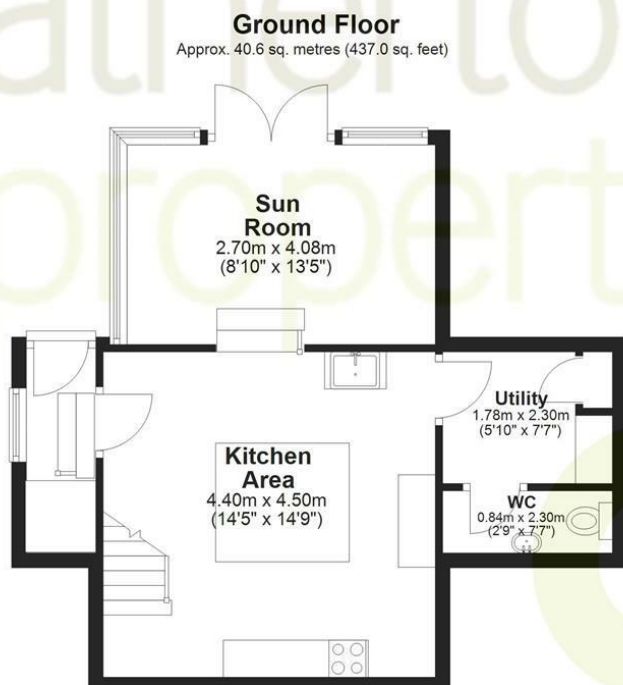 Ground Floor
Approx. 40.6 sq. metres (437.0 sq. feet)
Sun
Room
2.70m x 4.08m
(8'10" x 13'5")
Utility
1.78m x 2.30m
(5'10" x 7'7")
Kitchen
Area
4.40m x 4.50m
(14'5" x 14'9")
WC
0.84m x 2.30m
(2'9" x 7'7")